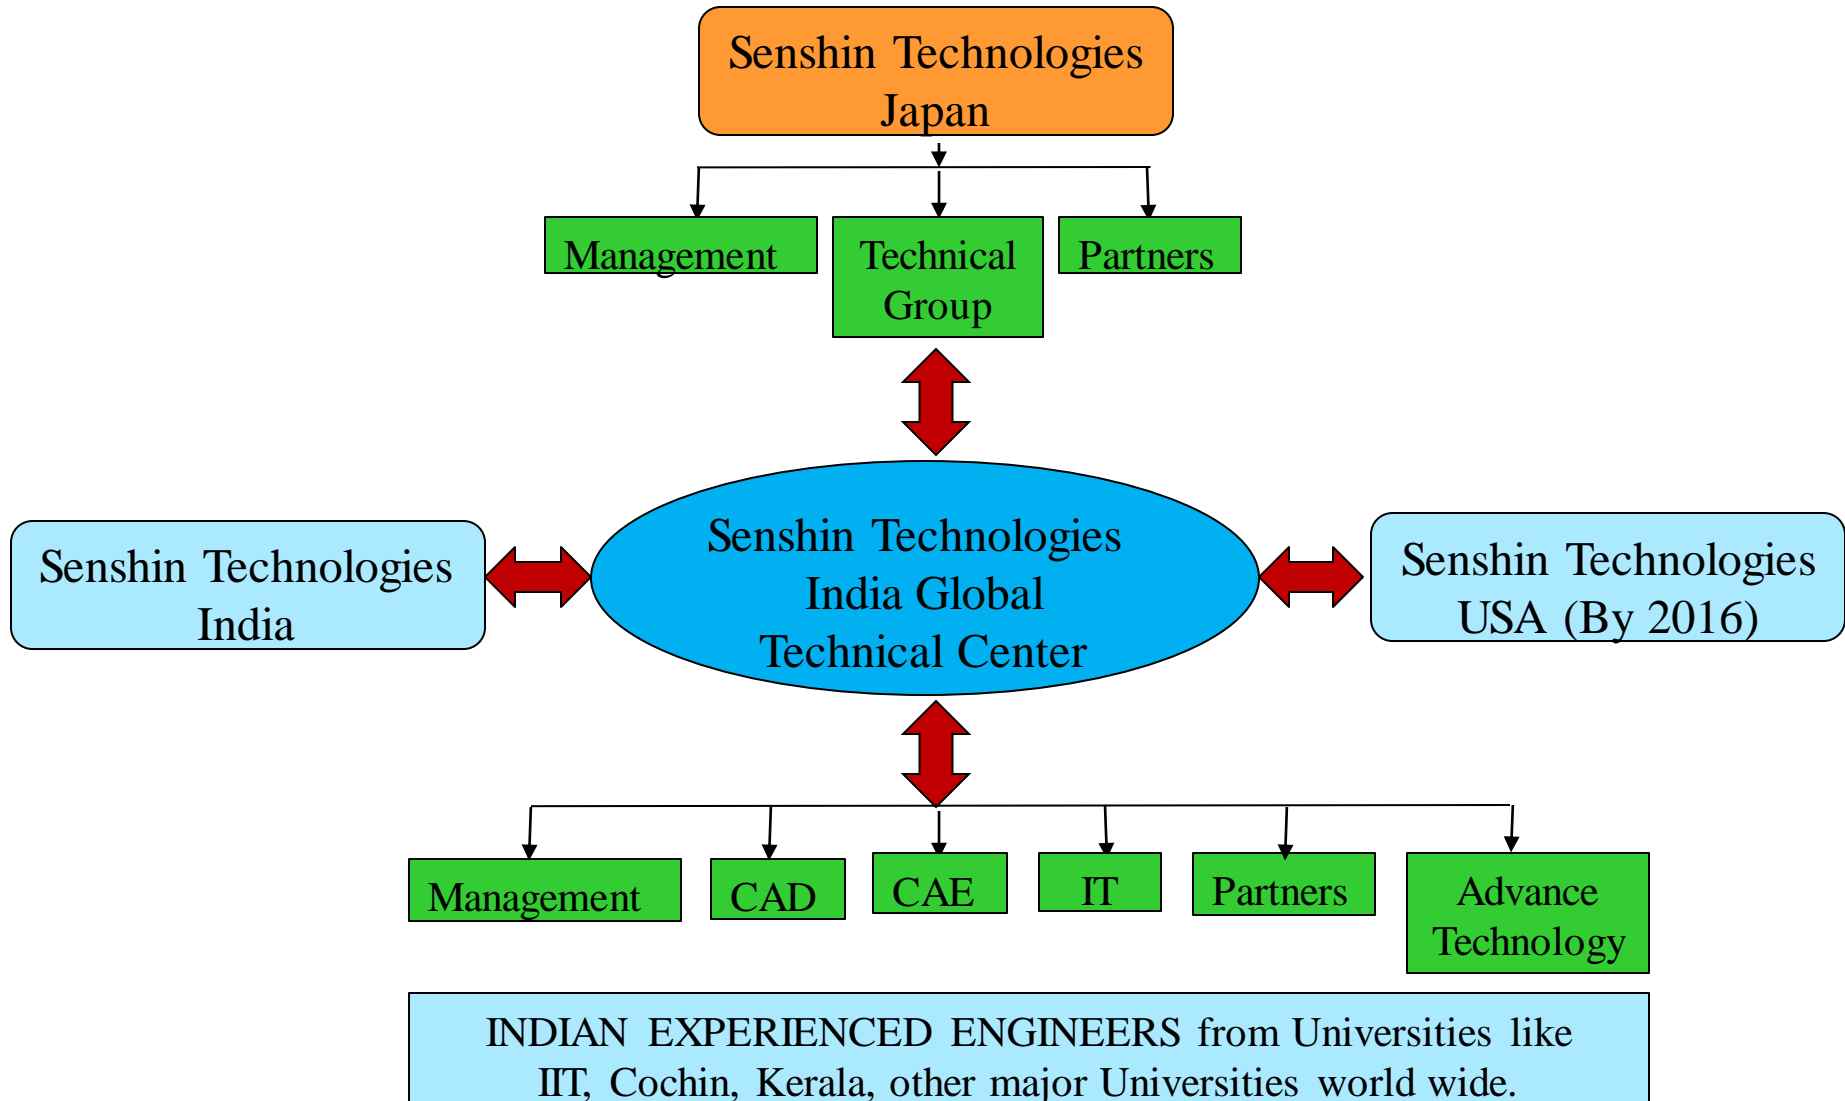 Senshin Technologies
Japan
Management
Technical
Group
Partners
Senshin Technologies
India
Senshin Technologies
India Global
Technical Center
Senshin Technologies
USA (By 2016)
Management
CAD
CAE
IT
Partners
Advance
Technology
INDIAN EXPERIENCED ENGINEERS from Universities like
IIT, Cochin, Kerala, other major Universities world wide.